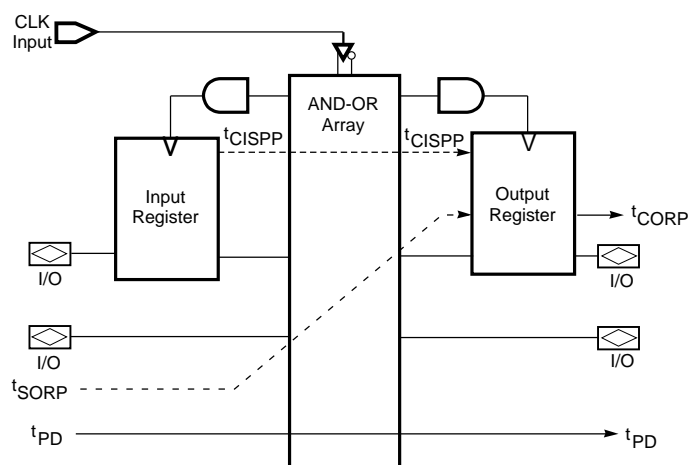 CLK
Input
AND-OR
Array
tCISPP
tCISPP
Input
Register
Output
Register
tCORP
I/O
I/O
I/O
I/O
tSORP
tPD
tPD